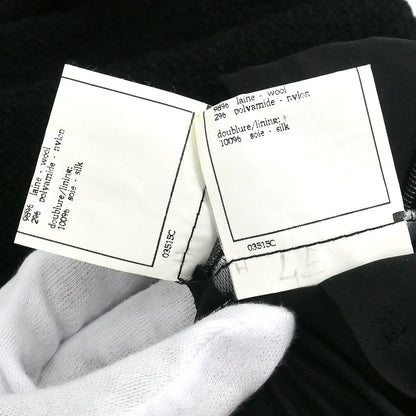 98% laine - wool
2% polyamide - nylon
doublure/lining:
100% soie - silk
03515C
98% laine - wool
2% polyamide - nylon
doublure/lining:
100% soie - silk
03515C
45